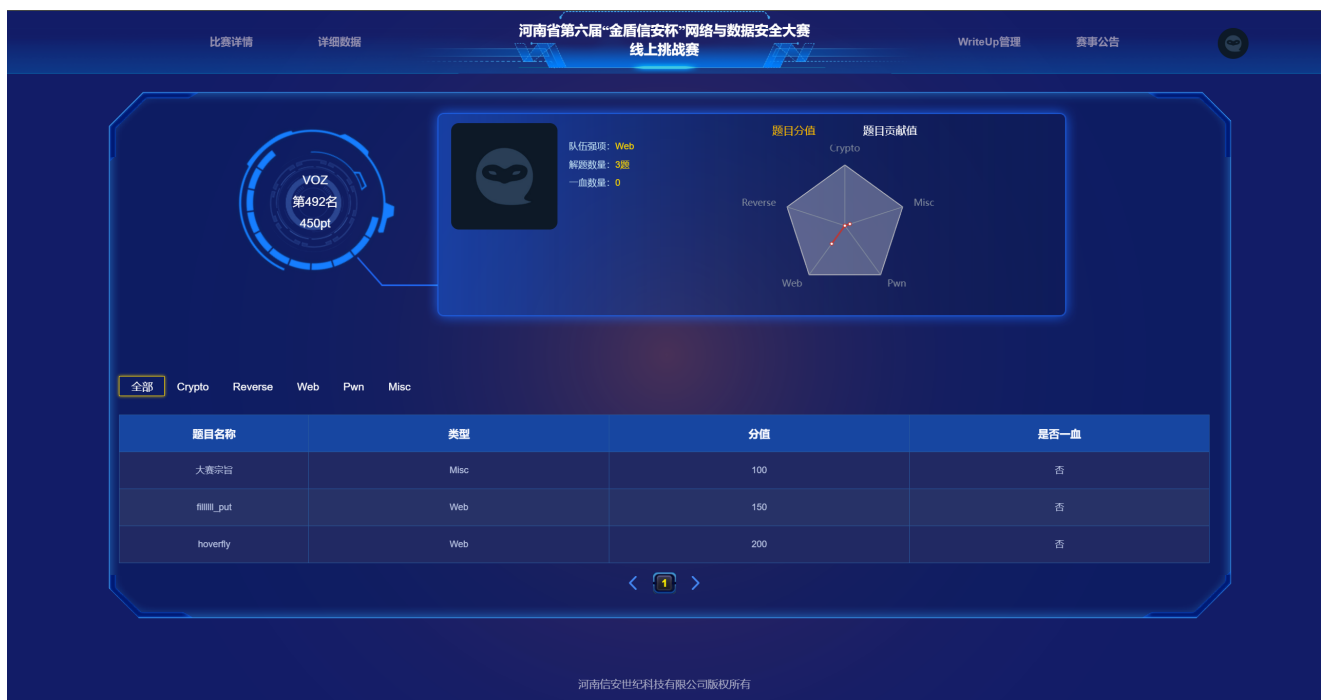 比赛详情
详细数据
河南省第六届“金盾信安杯”网络与数据安全大赛
线上挑战赛
WriteUp管理
赛事公告
VOZ
第492名
450pt
队伍强项：Web
解题数量：3题
一血数量：0
题目分值
题目贡献值
Crypto
Misc
Pwn
Web
Reverse
全部 Crypto Reverse Web Pwn Misc
题目名称 类型 分值 是否一血
大赛宗旨 Misc 100 否
fillllll_put Web 150 否
hoverfly Web 200 否
1
河南信安世纪科技有限公司版权所有